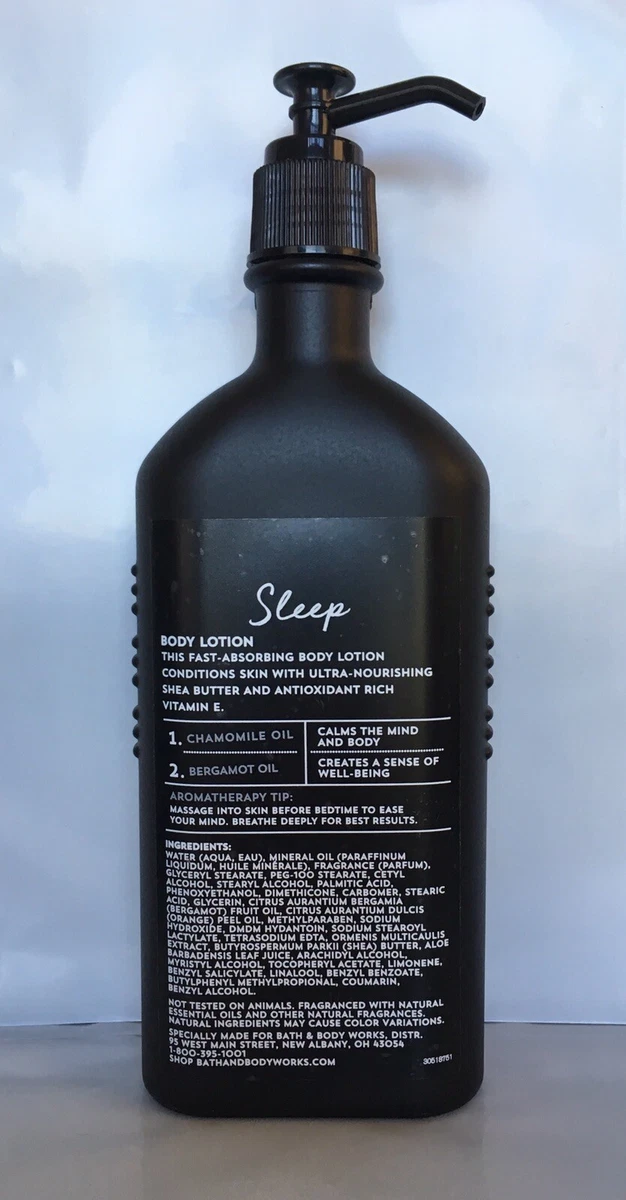 Sleep
BODY LOTION
THIS FAST-ABSORBING BODY LOTION
CONDITIONS SKIN WITH ULTRA-NOURISHING
SHEA BUTTER AND ANTIOXIDANT RICH
VITAMIN E.
1. CHAMOMILE OIL
CALMS THE MIND
AND BODY
2. BERGAMOT OIL
CREATES A SENSE OF
WELL-BEING
AROMATHERAPY TIP:
MASSAGE INTO SKIN BEFORE BEDTIME TO EASE
YOUR MIND. BREATHE DEEPLY FOR BEST RESULTS.
INGREDIENTS:
WATER (AQUA, EAU), MINERAL OIL (PARAFFINUM
LIQUIDUM, HUILE MINÉRALE), FRAGRANCE (PARFUM),
GLYCERYL STEARATE, PEG-100 STEARATE, CETYL
ALCOHOL, STEARYL ALCOHOL, PALMITIC ACID,
PHENOXYETHANOL, DIMETHICONE, CARBOMER, STEARIC
ACID, GLYCERIN, CITRUS AURANTIUM BERGAMIA
(BERGAMOT) FRUIT OIL, CITRUS AURANTIUM DULCIS
(ORANGE) PEEL OIL, METHYLPARABEN, SODIUM
HYDROXIDE, DMDM HYDANTOIN, SODIUM STEAROYL
LACTYLATE, TETRASODIUM EDTA, ORMENIS MULTICAULIS
EXTRACT, BUTYROSPERMUM PARKII (SHEA) BUTTER, ALOE
BARBADENSIS LEAF JUICE, ARACHIDYL ALCOHOL,
MYRISTYL ALCOHOL, TOCOPHERYL ACETATE, LIMONENE,
BENZYL SALICYLATE, LINALOOL, BENZYL BENZOATE,
BUTYLPHENYL METHYLPROPIONAL, COUMARIN,
BENZYL ALCOHOL.
NOT TESTED ON ANIMALS. FRAGRANCED WITH NATURAL
ESSENTIAL OILS AND OTHER NATURAL FRAGRANCES.
NATURAL INGREDIENTS MAY CAUSE COLOR VARIATIONS.
SPECIALLY MADE FOR BATH & BODY WORKS, DISTR.
95 WEST MAIN STREET, NEW ALBANY, OH 43054
1-800-395-1001
SHOP BATHANDBODYWORKS.COM
30518751